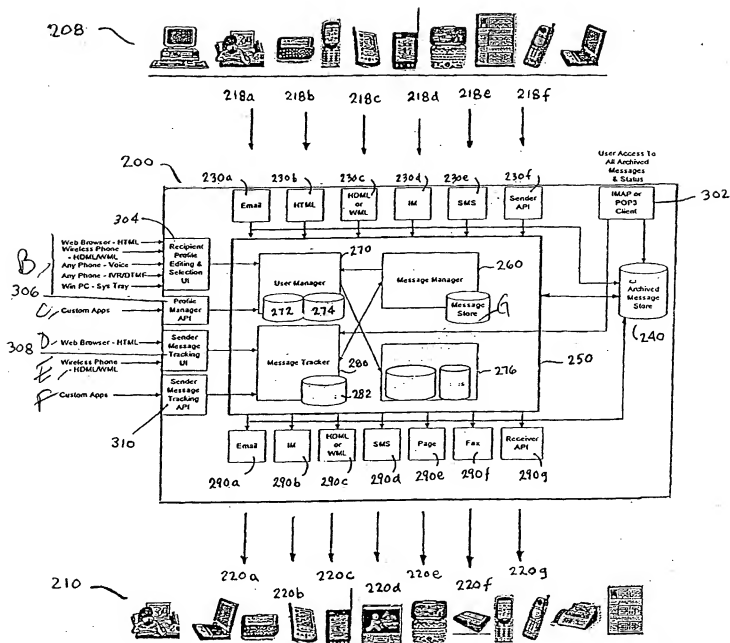 208
218a 218b 218c 218d 218e 218f
200
User Access To
All Archived
Messages
& Status
230a 230b 230c 230d 230e 230f
Email
HTML
HDML
or
WML
IM
SMS
Sender
API
IMAP or
POP3
Client
302
304
B
Web Browser - HTML
Wireless Phone
- HDML/WML
Any Phone - Voice
Any Phone - IVR/DTMF
Win PC - Sys Tray
Recipient
Profile
Editing &
Selection
UI
270
User Manager
272 274
Message Manager
260
Message
Store
G
Archived
Message
Store
240
306
C
Custom Apps
Profile
Manager
API
308
D
Web Browser - HTML
Sender
Message
Tracking
UI
E
Wireless Phone
- HDML/WML
F
Custom Apps
Sender
Message
Tracking
API
310
Message Tracker
280
282
276
250
Email
IM
HDML
or
WML
SMS
Page
Fax
Receiver
API
290a 290b 290c 290d 290e 290f 290g
220a 220b 220c 220d 220e 220f 220g
210